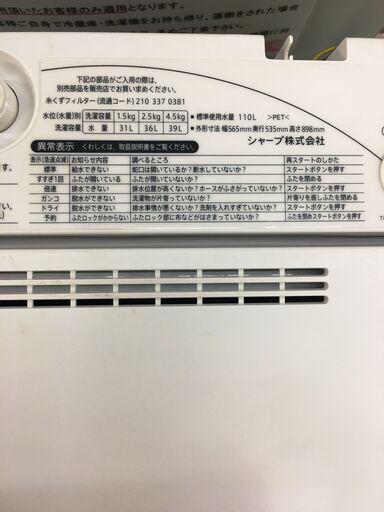 下記の部品がご入用の際は、
別売部品を販売店でお買い求めください。
糸くずフィルター(流通コード) 210 337 0381
水位(水量)別 洗濯容量 1.5kg 2.5kg 4.5kg ■ 標準使用水量 110L >PET<
洗濯容量 水量 31L 36L 39L ■外形寸法:幅565mm奥行535mm高さ898mm
シャープ株式会社
異常表示 くわしくは、取扱説明書をご覧ください。
表示(急速点滅) お知らせ内容 調べるところ 再スタートのしかた
標準 給水できない 蛇口は開いているか?断水していないか? スタートボタンを押す
すすぎ1回 ふたが開いている ふたが開いていないか? ふたを閉める
倍速 排水できない 排水位置が高くないか?ホースがふさがっていないか? スタートボタンを押す
ガンコ 脱水ができない 洗濯物が片寄っていないか? 片寄りを直しふたを閉める
ドライ 脱水ができない 排水事情が悪くないか?洗剤を入れすぎていないか? スタートボタンを押す
予約 ふたロックがかからない ふたロック部に布などがはさまっていないか? ふたを閉めスタートボタンを押す